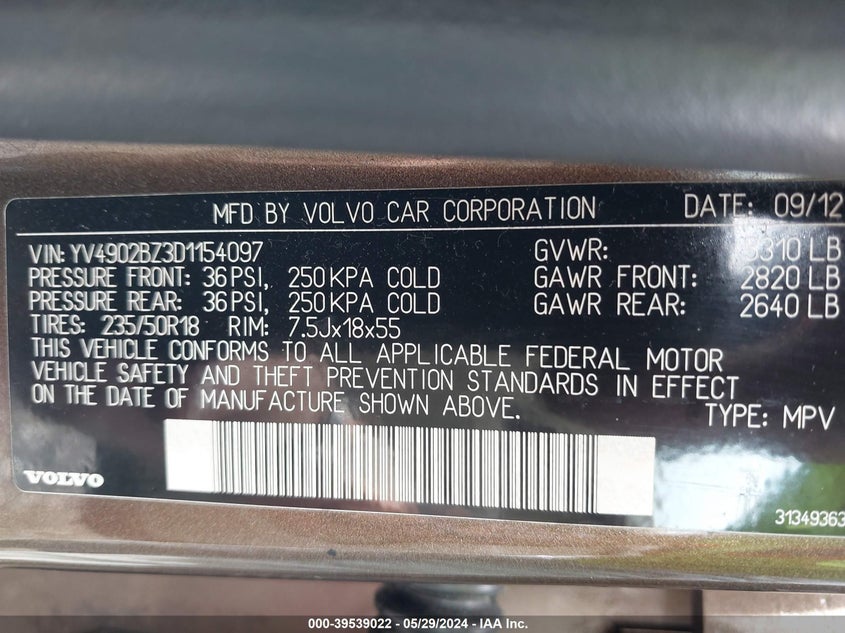 MFD BY VOLVO CAR CORPORATION DATE: 09/12
VIN: YV4902BZ3D1154097 GVWR: 5310 LB
PRESSURE FRONT: 36 PSI, 250 KPA COLD GAWR FRONT: 2820 LB
PRESSURE REAR: 36 PSI, 250 KPA COLD GAWR REAR: 2640 LB
TIRES: 235/50R18 RIM: 7.5Jx18x55
THIS VEHICLE CONFORMS TO ALL APPLICABLE FEDERAL MOTOR
VEHICLE SAFETY AND THEFT PREVENTION STANDARDS IN EFFECT
ON THE DATE OF MANUFACTURE SHOWN ABOVE.
TYPE: MPV
VOLVO
31349363
000-39539022 - 05/29/2024 - IAA Inc.